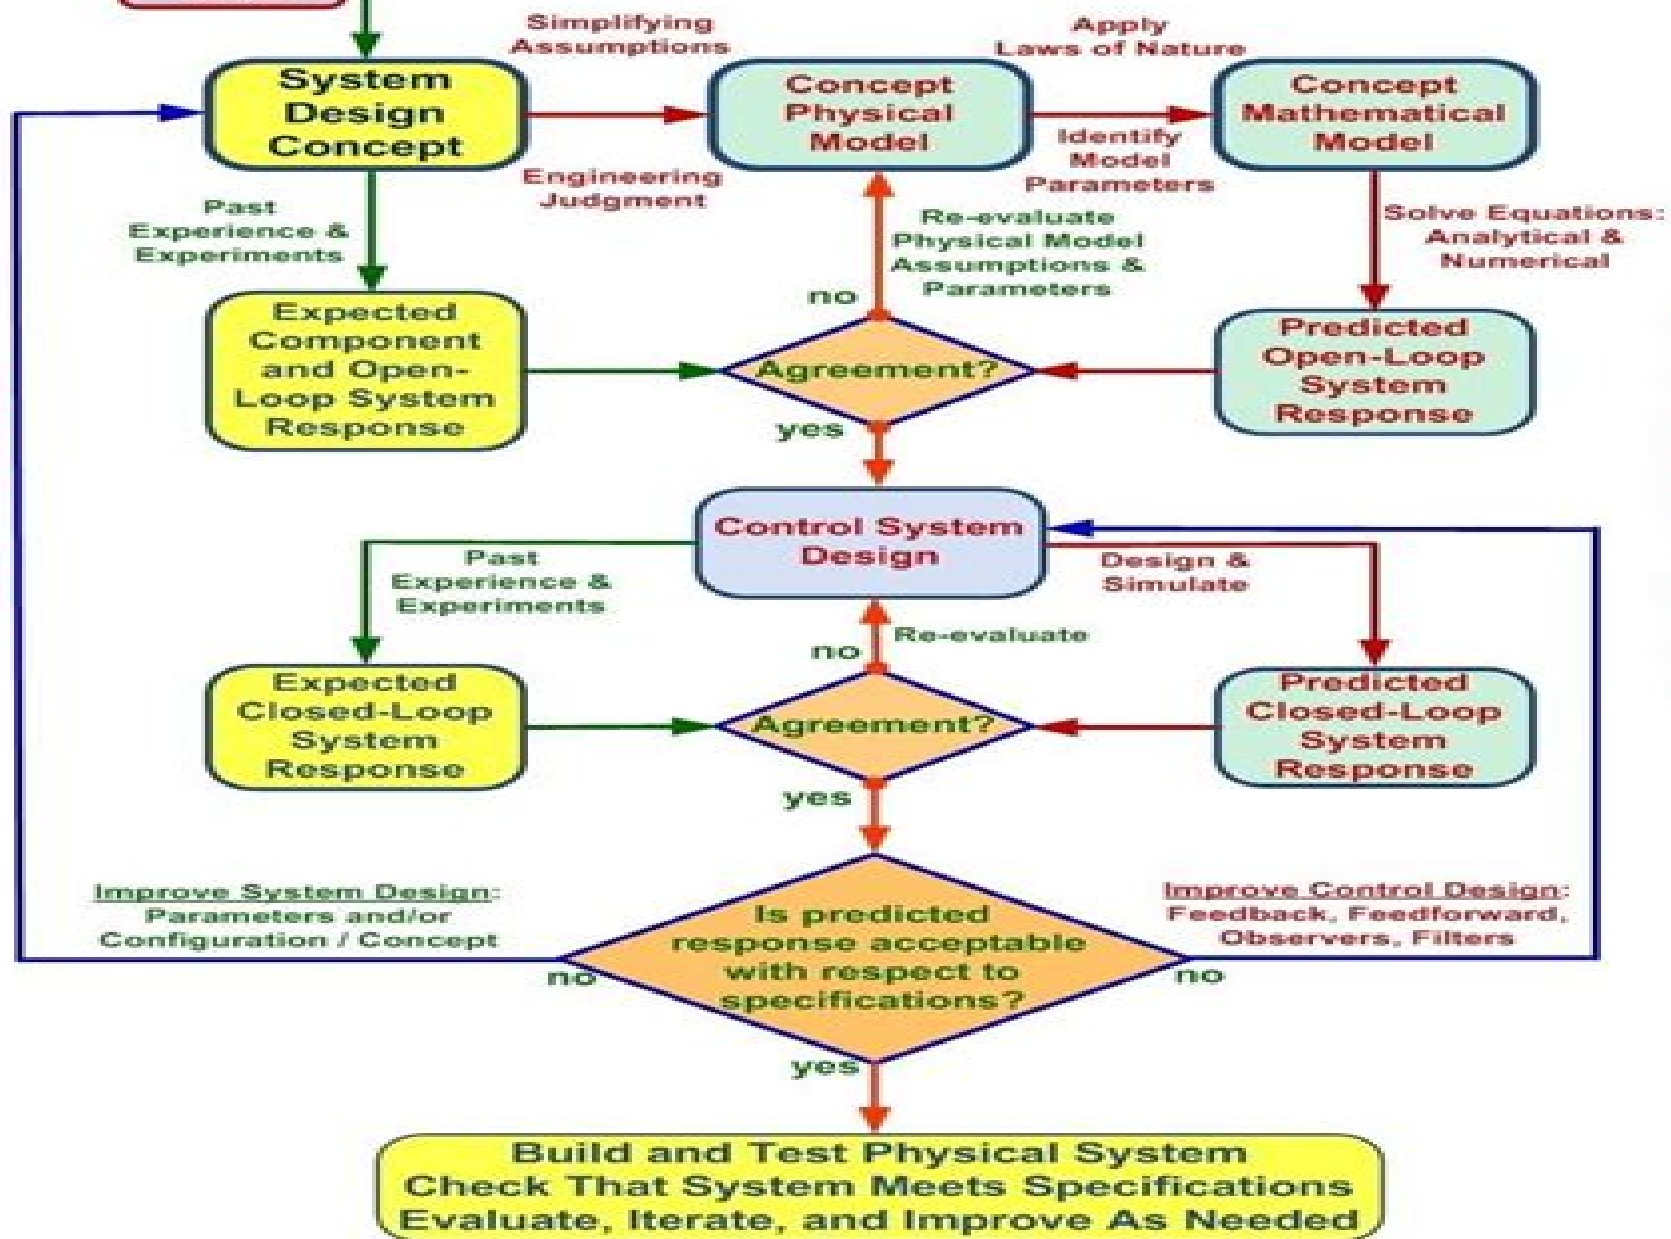 Simplifying
Assumptions
Apply
Laws of Nature
System
Design
Concept
Concept
Physical
Model
Concept
Mathematical
Model
Engineering
Judgment
Identify
Model
Parameters
Past
Experience &
Experiments
Re-evaluate
Physical Model
Assumptions &
Parameters
Solve Equations:
Analytical &
Numerical
no
Expected
Component
and Open-
Loop System
Response
Agreement?
Predicted
Open-Loop
System
Response
yes
Control System
Design
Past
Experience &
Experiments
Design &
Simulate
no
Re-evaluate
Expected
Closed-Loop
System
Response
Agreement?
Predicted
Closed-Loop
System
Response
yes
Improve System Design:
Parameters and/or
Configuration / Concept
Is predicted
response acceptable
with respect to
specifications?
Improve Control Design:
Feedback, Feedforward,
Observers, Filters
no
no
yes
Build and Test Physical System
Check That System Meets Specifications
Evaluate, Iterate, and Improve As Needed